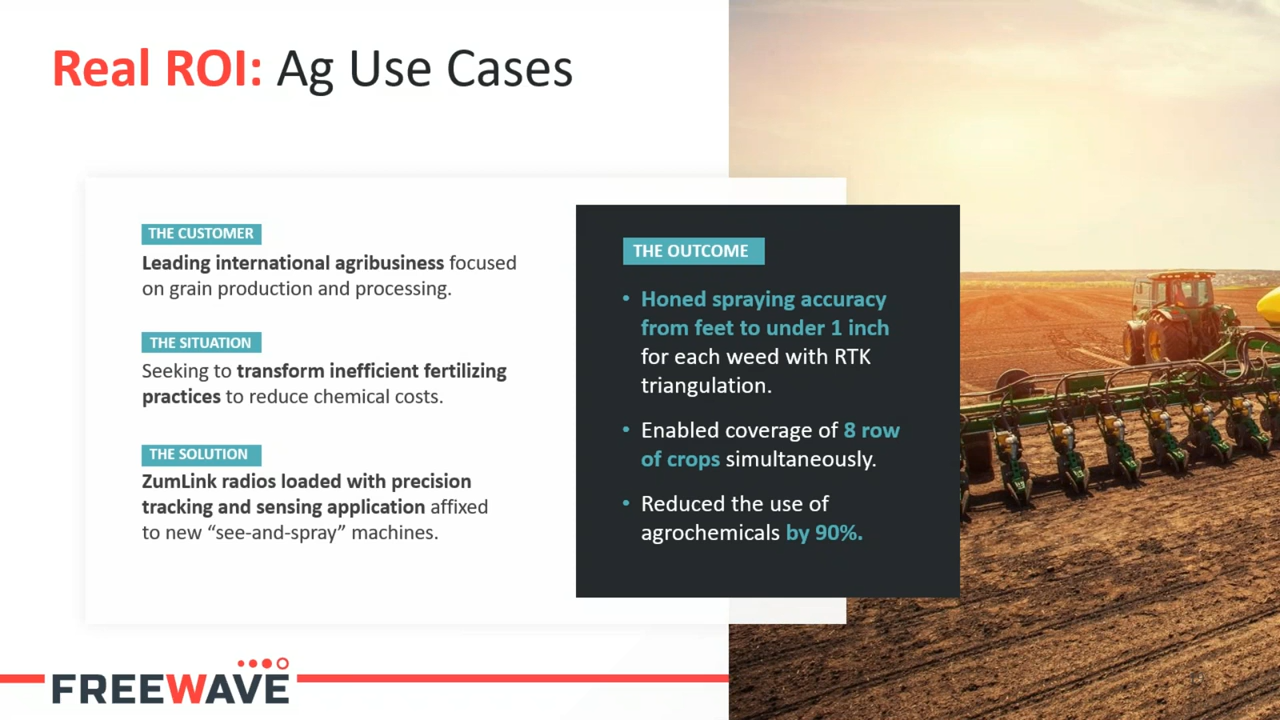 Real ROI: Ag Use Cases
THE CUSTOMER
Leading international agribusiness focused
on grain production and processing.
THE SITUATION
Seeking to transform inefficient fertilizing
practices to reduce chemical costs.
THE SOLUTION
ZumLink radios loaded with precision
tracking and sensing application affixed
to new “see-and-spray” machines.
THE OUTCOME
• Honed spraying accuracy
from feet to under 1 inch
for each weed with RTK
triangulation.
• Enabled coverage of 8 row
of crops simultaneously.
• Reduced the use of
agrochemicals by 90%.
FREEWAVE